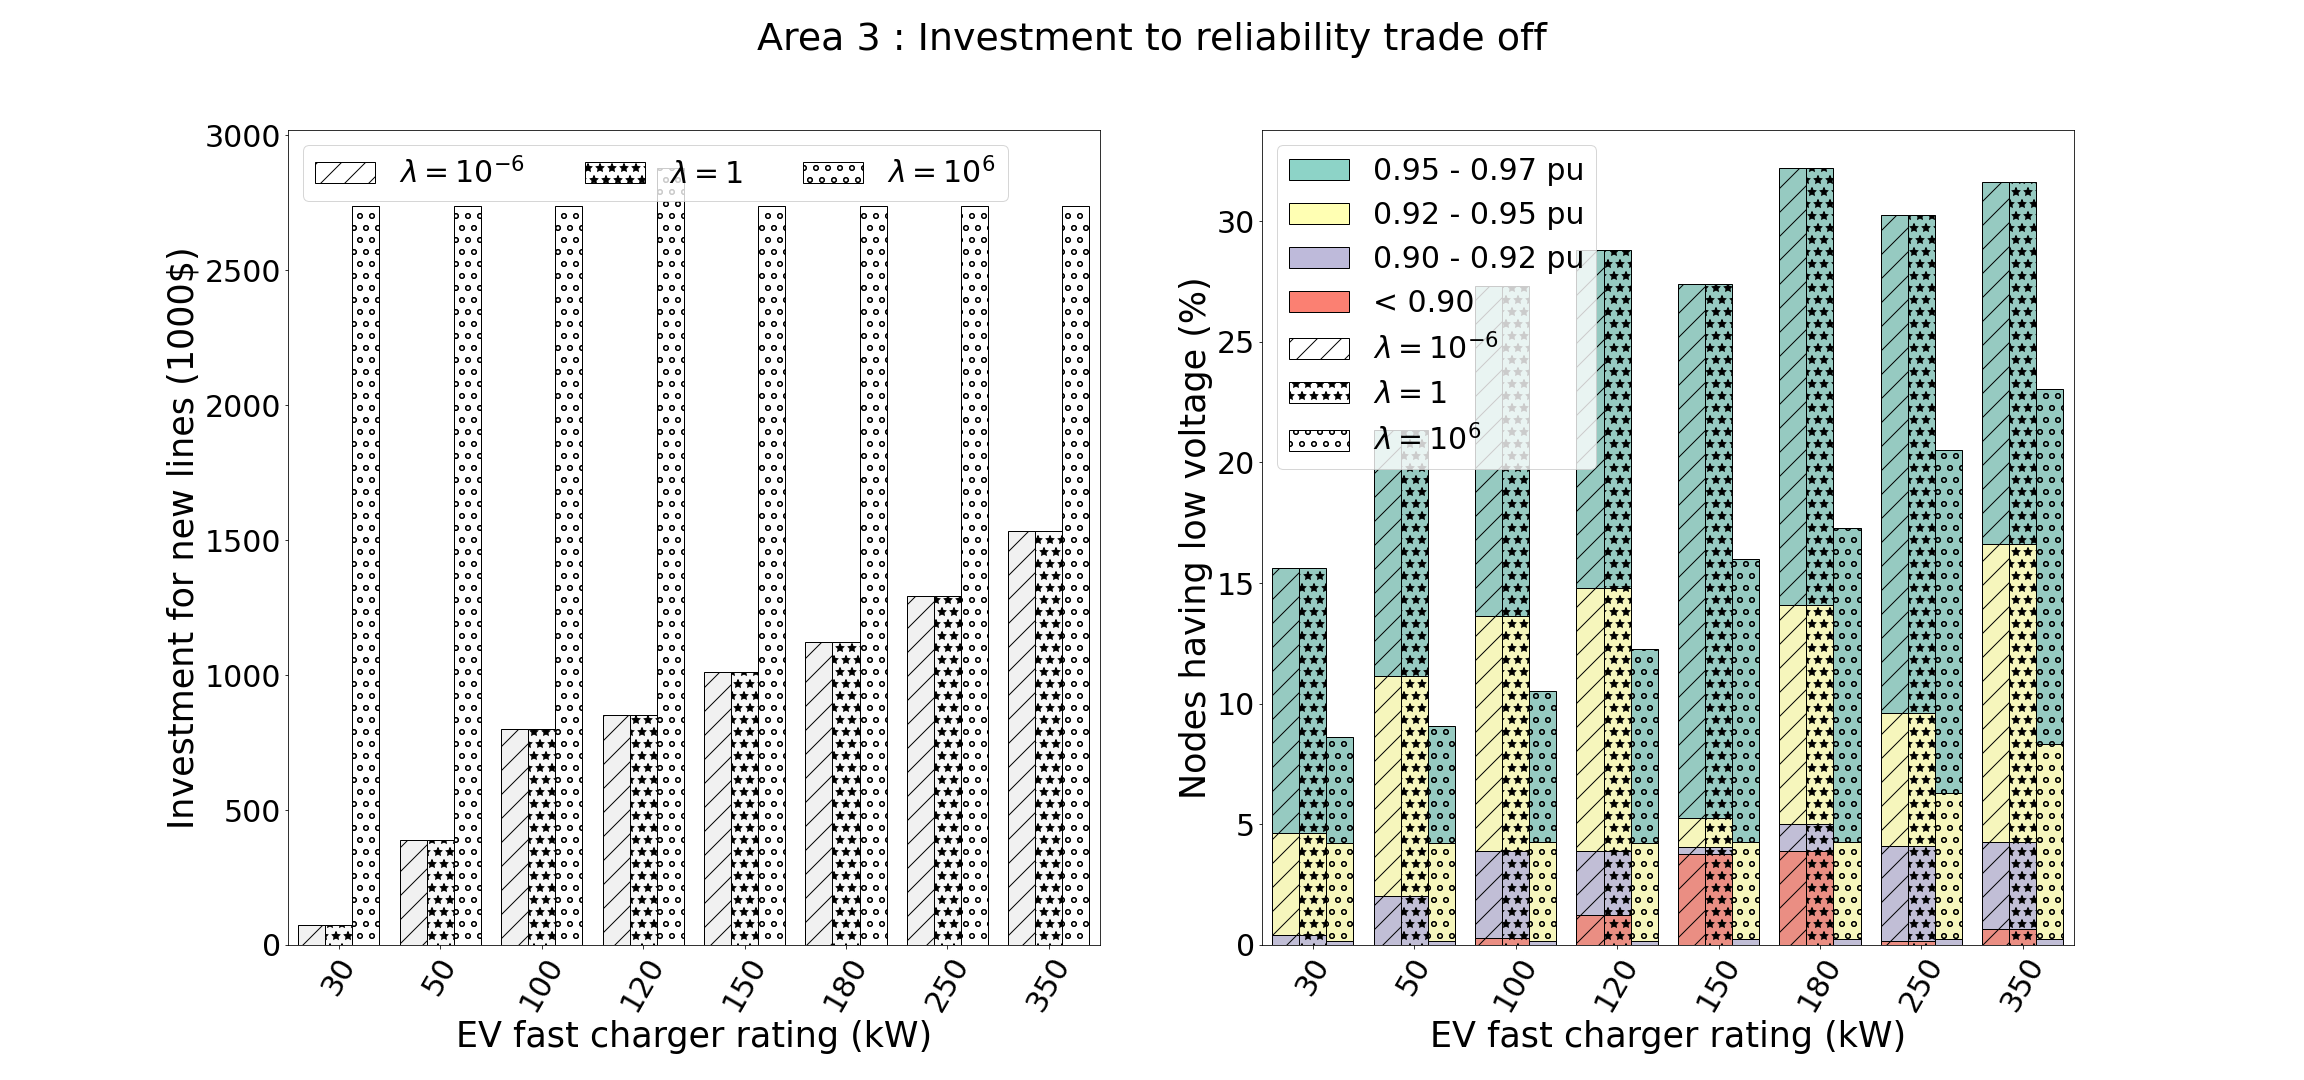 Area 3 : Investment to reliability trade off
Investment for new lines (1000$)
3000
2500
2000
1500
1000
500
0
λ = 10⁻⁶ λ = 1 λ = 10⁶
30 50 100 120 150 180 250 350
EV fast charger rating (kW)
Nodes having low voltage (%)
30
25
20
15
10
5
0
0.95 - 0.97 pu
0.92 - 0.95 pu
0.90 - 0.92 pu
< 0.90
λ = 10⁻⁶
λ = 1
λ = 10⁶
30 50 100 120 150 180 250 350
EV fast charger rating (kW)